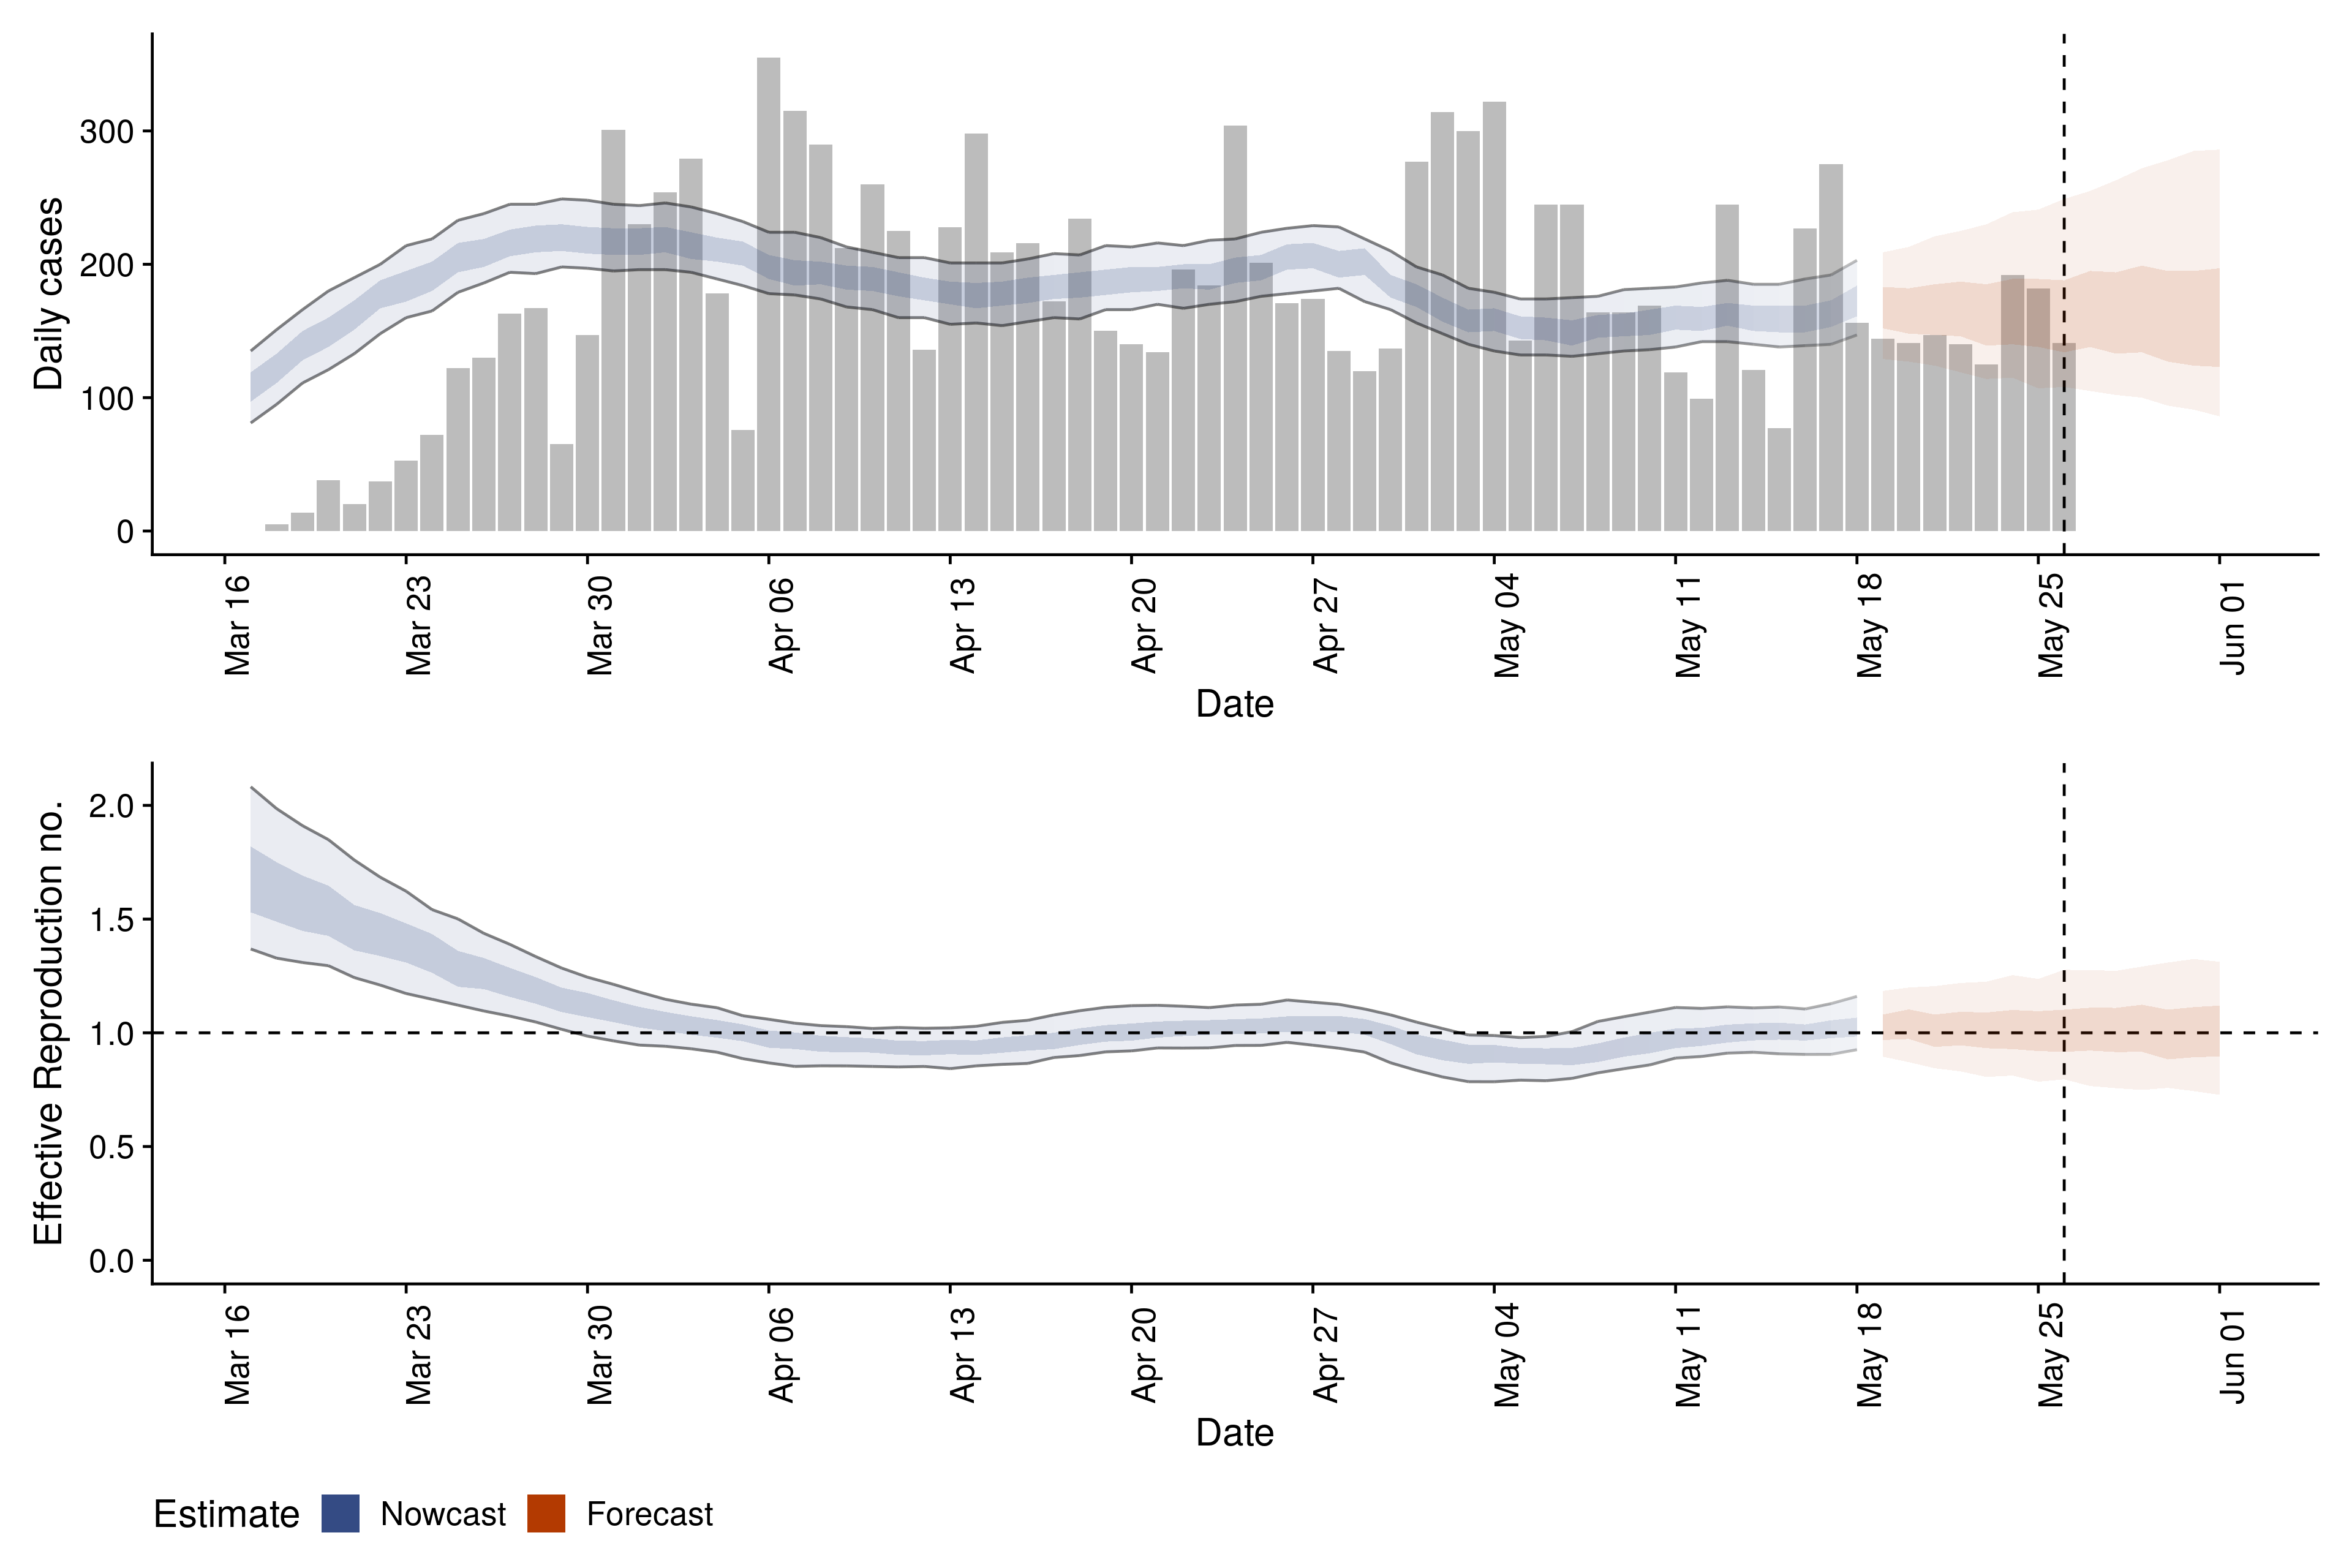 Daily cases
300
200
100
0
Mar 16
Mar 23
Mar 30
Apr 06
Apr 13
Apr 20
Apr 27
May 04
May 11
May 18
May 25
Jun 01
Date
Effective Reproduction no.
2.0
1.5
1.0
0.5
0.0
Mar 16
Mar 23
Mar 30
Apr 06
Apr 13
Apr 20
Apr 27
May 04
May 11
May 18
May 25
Jun 01
Date
Estimate Nowcast Forecast